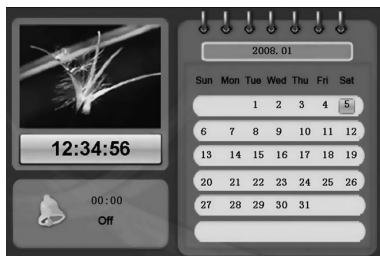 12:34:56
00:00
Off
2008. 01
Sun Mon Tue Wed Thu Fri Sat
1 2 3 4 5
6 7 8 9 10 11 12
13 14 15 16 17 18 19
20 21 22 23 24 25 26
27 28 29 30 31